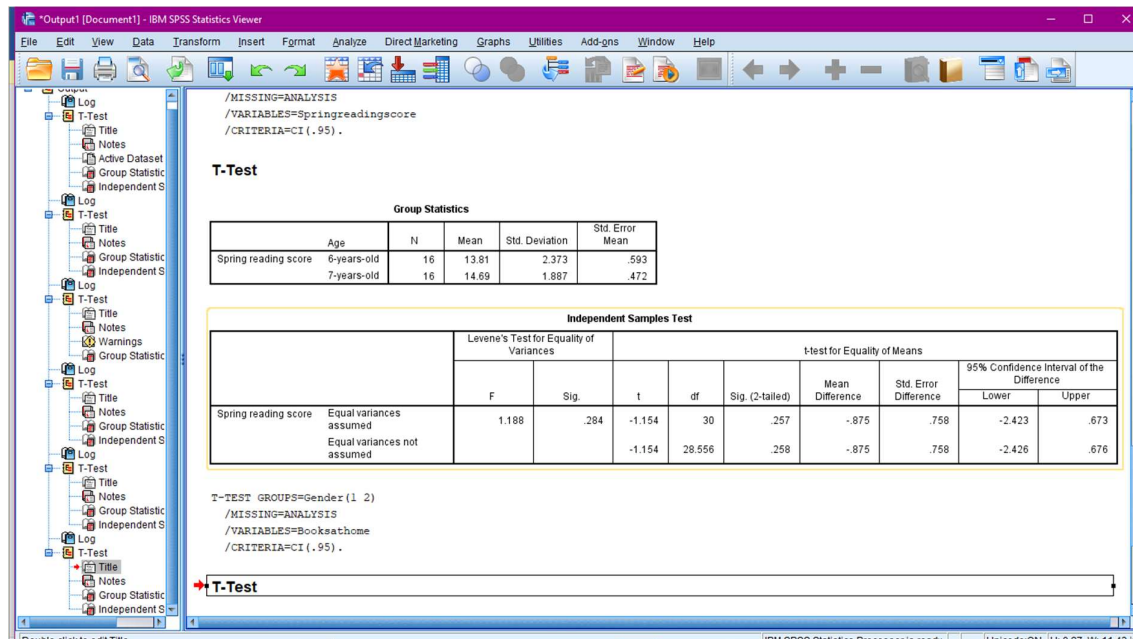 *Output1 [Document1] - IBM SPSS Statistics Viewer
File Edit View Data Transform Insert Format Analyze Direct Marketing Graphs Utilities Add-ons Window Help
Output
Log
T-Test
Title
Notes
Active Dataset
Group Statistic
Independent S
Log
T-Test
Title
Notes
Group Statistic
Independent S
Log
T-Test
Title
Notes
Warnings
Group Statistic
Log
T-Test
Title
Notes
Group Statistic
Independent S
Log
T-Test
Title
Notes
Group Statistic
Independent S
Log
T-Test
Title
Notes
Group Statistic
Independent S
/MISSING=ANALYSIS
/VARIABLES=Springreadingscore
/CRITERIA=CI(.95).
T-Test
Group Statistics
Age N Mean Std. Deviation Std. Error Mean
Spring reading score 6-years-old 16 13.81 2.373 .593
7-years-old 16 14.69 1.887 .472
Independent Samples Test
Levene's Test for Equality of Variances t-test for Equality of Means
95% Confidence Interval of the Difference
F Sig. t df Sig. (2-tailed) Mean Difference Std. Error Difference Lower Upper
Spring reading score Equal variances assumed 1.188 .284 -1.154 30 .257 -.875 .758 -2.423 .673
Equal variances not assumed -1.154 28.556 .258 -.875 .758 -2.426 .676
T-TEST GROUPS=Gender(1 2)
/MISSING=ANALYSIS
/VARIABLES=Booksathome
/CRITERIA=CI(.95).
T-Test